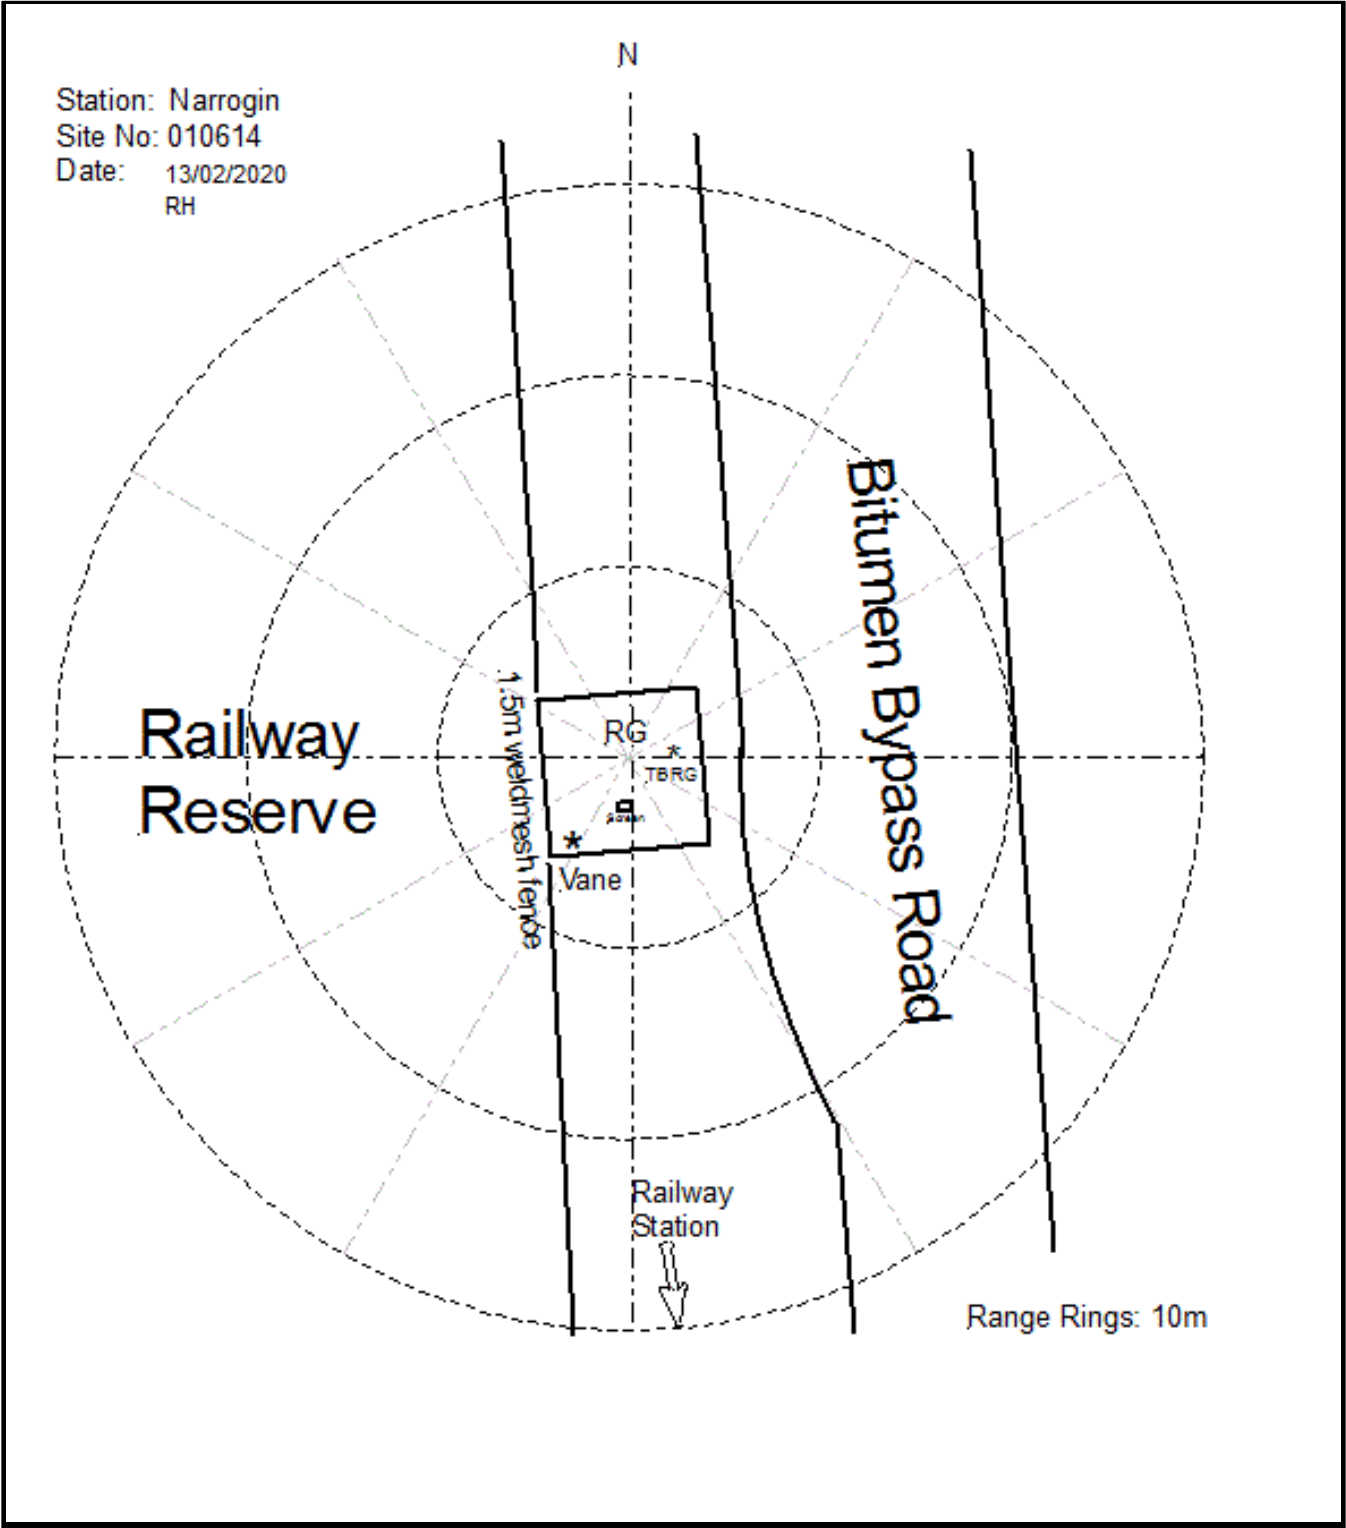 N
Station: Narrogin
Site No: 010614
Date: 13/02/2020
RH
Bitumen Bypass Road
1.5m weldmesh fence
Railway
Reserve
RG
*
TBRG
Screen
*
Vane
Railway
Station
Range Rings: 10m